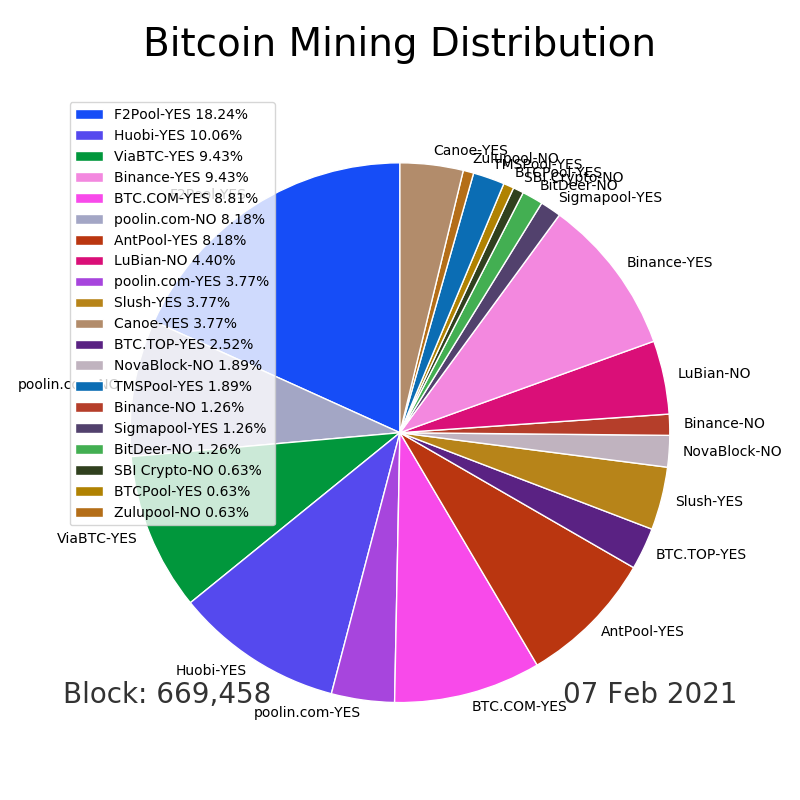 Bitcoin Mining Distribution
F2Pool-YES 18.24%
Huobi-YES 10.06%
ViaBTC-YES 9.43%
Binance-YES 9.43%
BTC.COM-YES 8.81%
poolin.com-NO 8.18%
AntPool-YES 8.18%
LuBian-NO 4.40%
poolin.com-YES 3.77%
Slush-YES 3.77%
Canoe-YES 3.77%
BTC.TOP-YES 2.52%
NovaBlock-NO 1.89%
TMSPool-YES 1.89%
Binance-NO 1.26%
Sigmapool-YES 1.26%
BitDeer-NO 1.26%
SBI Crypto-NO 0.63%
BTCPool-YES 0.63%
Zulupool-NO 0.63%
Canoe-YES
Zulupool-NO
TMSPool-YES
BTCPool-YES
SBI Crypto-NO
BitDeer-NO
Sigmapool-YES
F2Pool-YES
Binance-YES
LuBian-NO
poolin.com-NO
Binance-NO
NovaBlock-NO
Slush-YES
ViaBTC-YES
BTC.TOP-YES
AntPool-YES
Huobi-YES
poolin.com-YES
BTC.COM-YES
Block: 669,458
07 Feb 2021